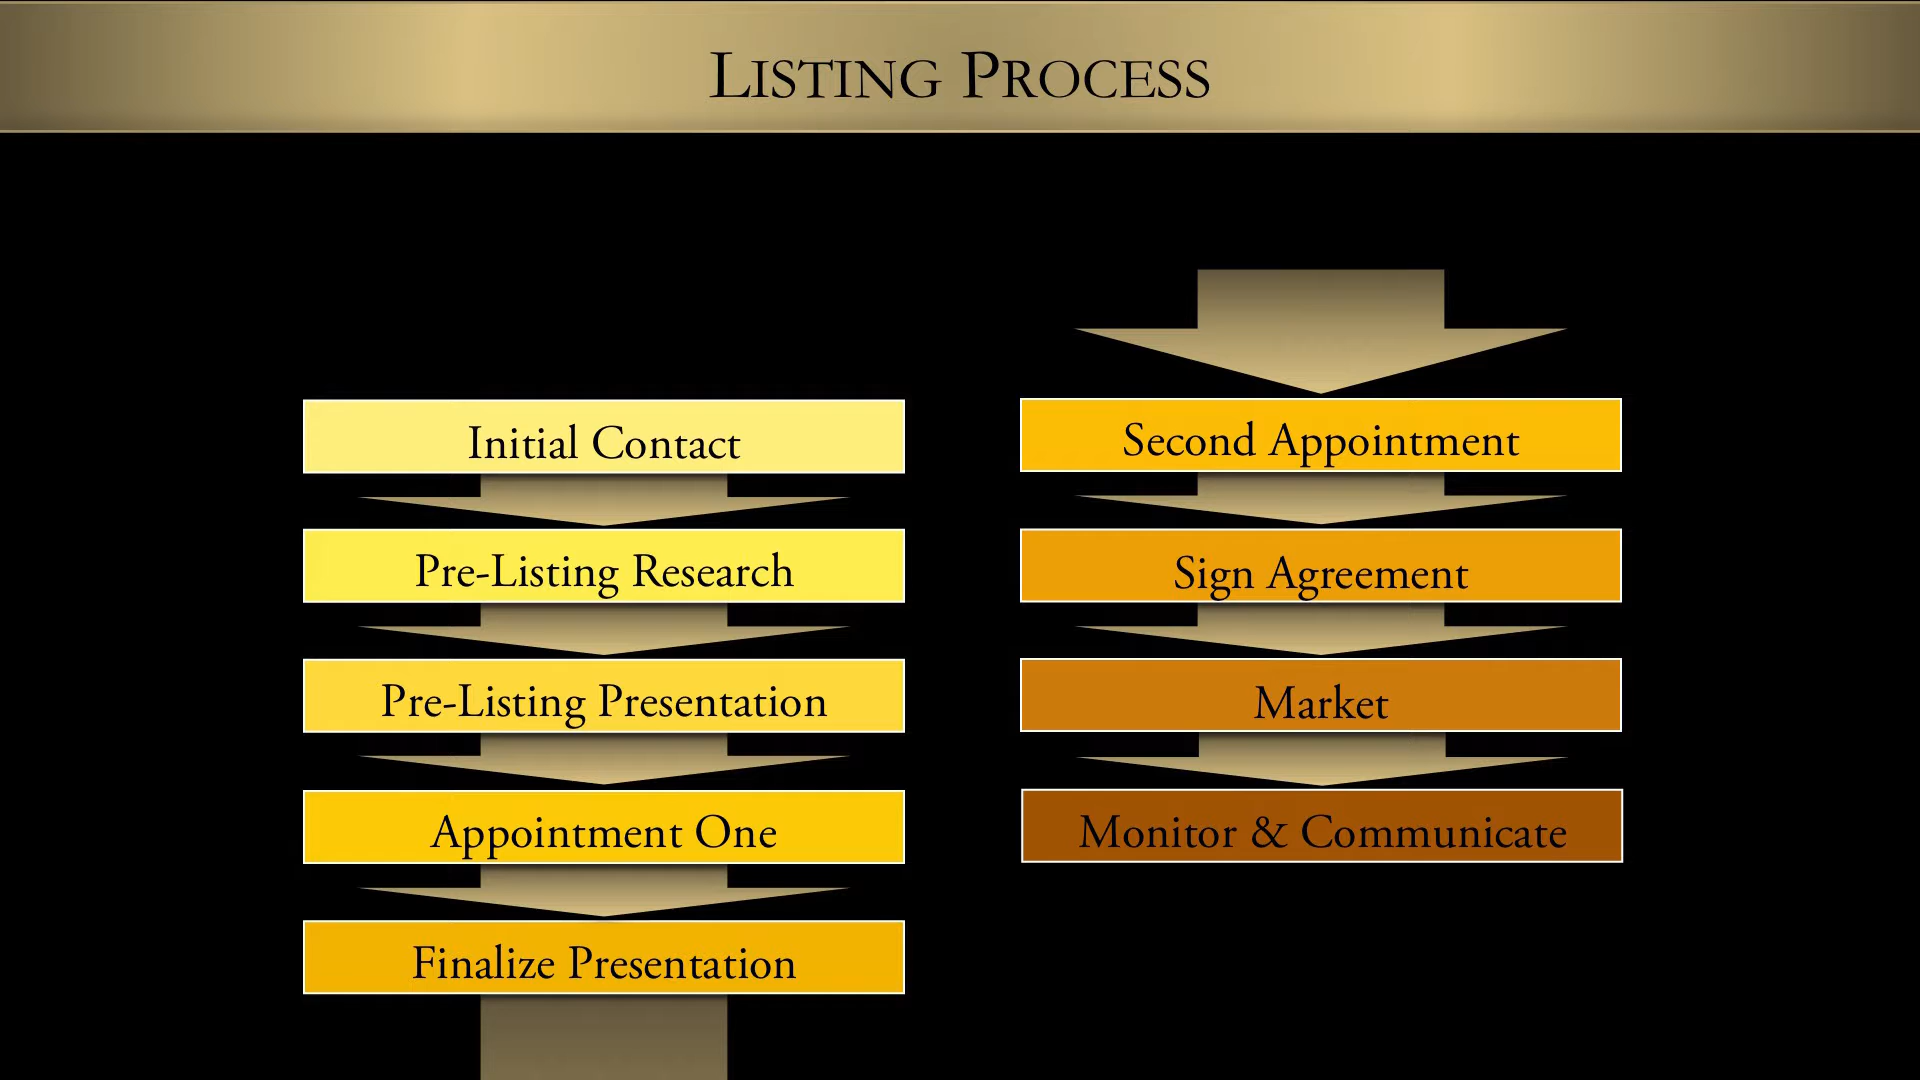 Listing Process
Initial Contact
Pre-Listing Research
Pre-Listing Presentation
Appointment One
Finalize Presentation
Second Appointment
Sign Agreement
Market
Monitor & Communicate